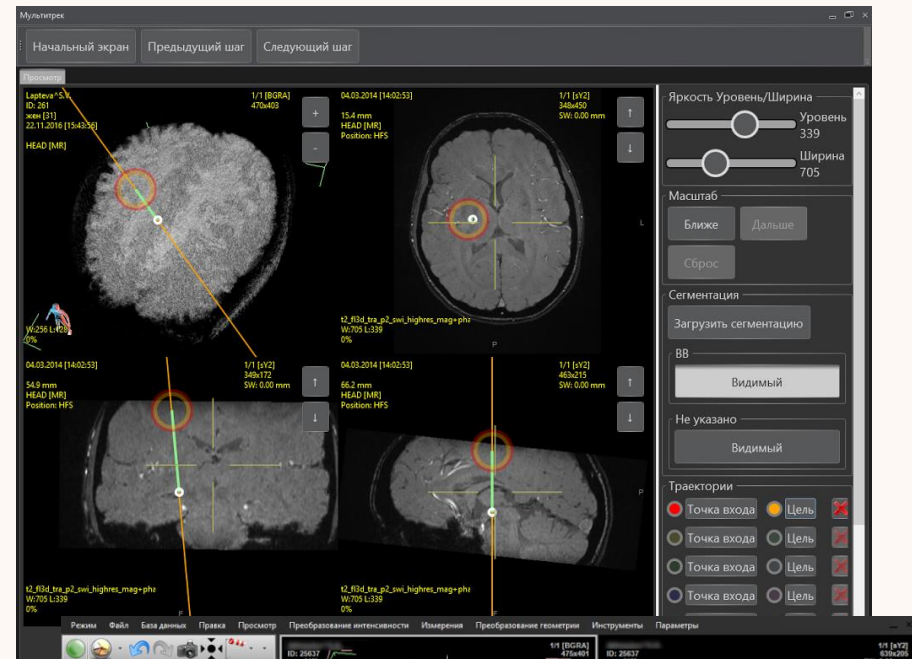 Мультитрек
Начальный экран Предыдущий шаг Следующий шаг
Просмотр
Lapteva^S.V.
ID: 261
жен [31]
22.11.2016 [15:43:56]
HEAD [MR]
1/1 [BGRA]
470x403
+
-
W:256 L:128
0%
04.03.2014 [14:02:53]
15.4 mm
HEAD [MR]
Position: HFS
1/1 [sY2]
348x450
SW: 0.00 mm
↑
↓
L
P
t2_fl3d_tra_p2_swi_highres_mag+pha
W:705 L:339
0%
04.03.2014 [14:02:53]
54.9 mm
HEAD [MR]
Position: HFS
1/1 [sY2]
349x172
SW: 0.00 mm
↑
↓
t2_fl3d_tra_p2_swi_highres_mag+pha
W:705 L:339
0%
F
04.03.2014 [14:02:53]
66.2 mm
HEAD [MR]
Position: HFS
1/1 [sY2]
463x215
SW: 0.00 mm
↑
↓
P
t2_fl3d_tra_p2_swi_highres_mag+pha
W:705 L:339
0%
F
Яркость Уровень/Ширина
Уровень
339
Ширина
705
Масштаб
Ближе Дальше
Сброс
Сегментация
Загрузить сегментацию
ВВ
Видимый
Не указано
Видимый
Траектории
Точка входа Цель
Точка входа Цель
Точка входа Цель
Точка входа Цель
Режим Файл База данных Правка Просмотр Преобразование интенсивности Измерения Преобразование геометрии Инструменты Параметры
ID: 25637
1/1 [BGRA]
475x401
ID: 25637
1/1 [sY2]
639x205